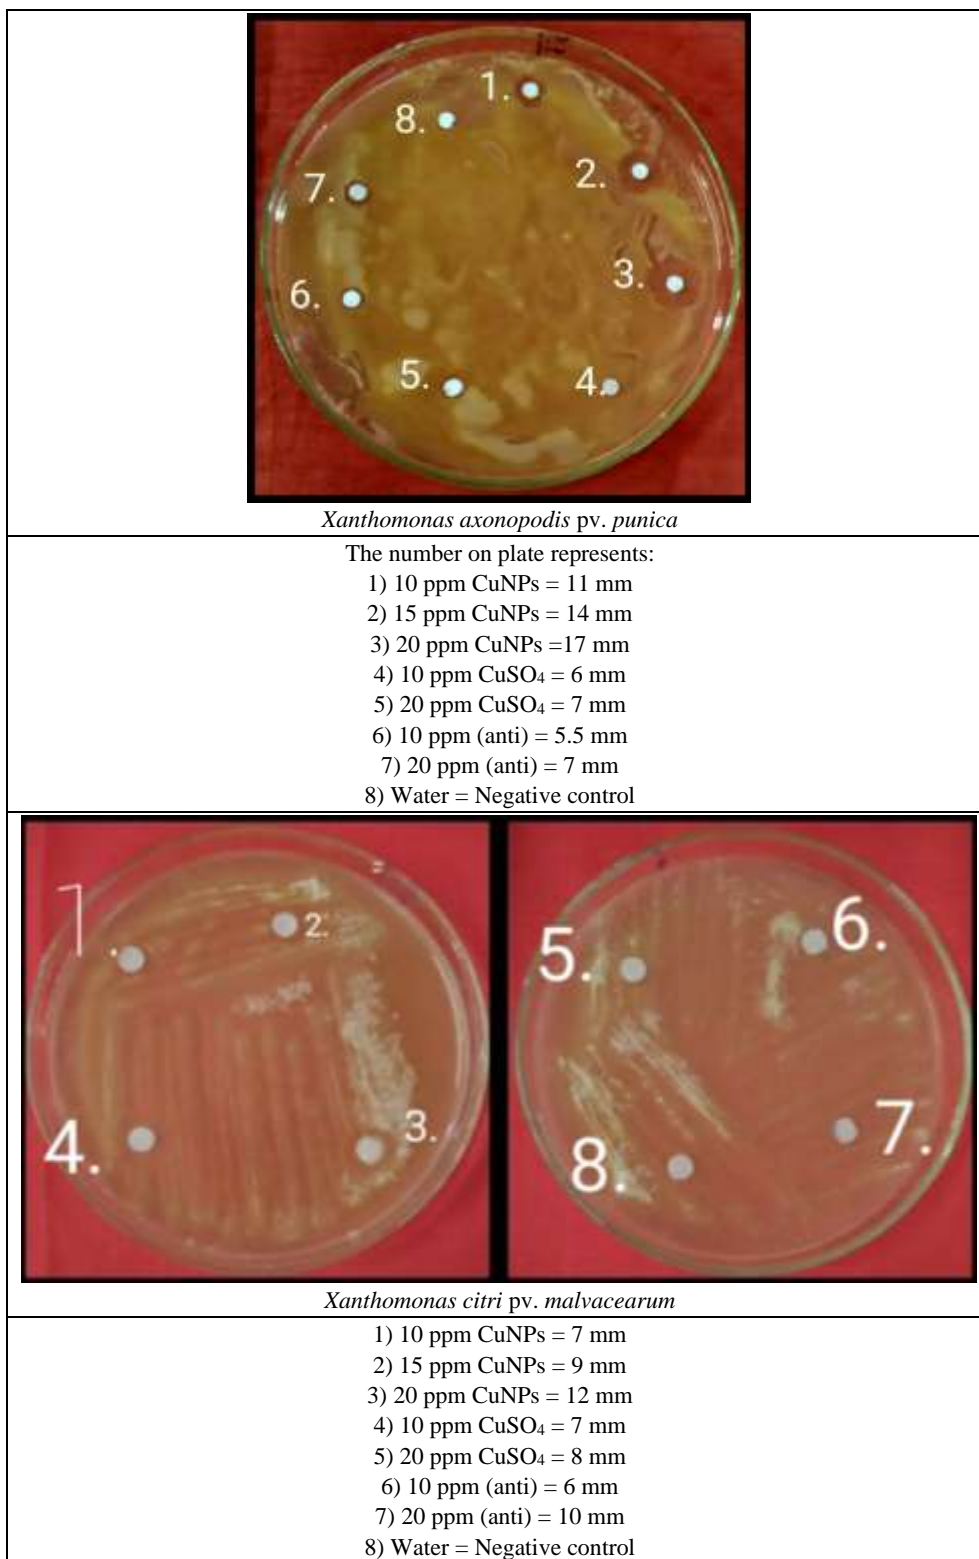 1.
8.
2.
7.
3.
6.
5.
4.
Xanthomonas axonopodis pv. punica
The number on plate represents:
1) 10 ppm CuNPs = 11 mm
2) 15 ppm CuNPs = 14 mm
3) 20 ppm CuNPs =17 mm
4) 10 ppm CuSO₄ = 6 mm
5) 20 ppm CuSO₄ = 7 mm
6) 10 ppm (anti) = 5.5 mm
7) 20 ppm (anti) = 7 mm
8) Water = Negative control
1.
2.
3.
4.
5.
6.
7.
8.
Xanthomonas citri pv. malvacearum
1) 10 ppm CuNPs = 7 mm
2) 15 ppm CuNPs = 9 mm
3) 20 ppm CuNPs = 12 mm
4) 10 ppm CuSO₄ = 7 mm
5) 20 ppm CuSO₄ = 8 mm
6) 10 ppm (anti) = 6 mm
7) 20 ppm (anti) = 10 mm
8) Water = Negative control